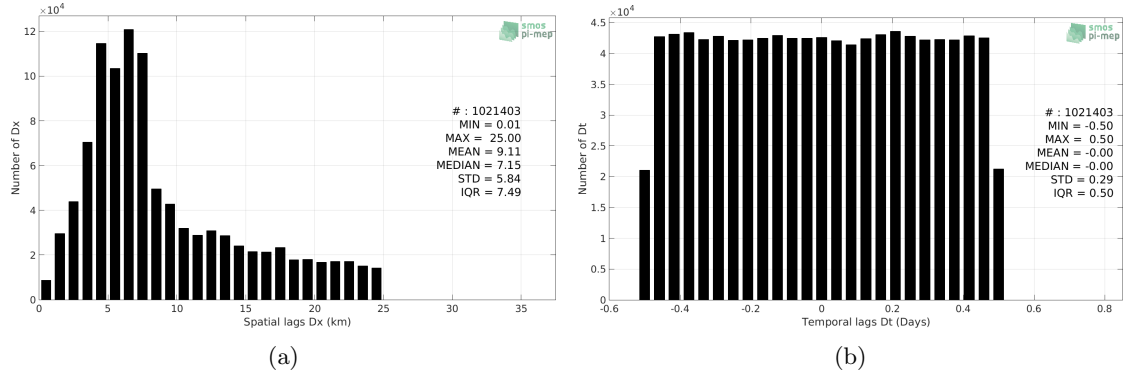 ×10⁴
12
10
8
6
4
2
0
Number of Dx
smos
pi-mep
# : 1021403
MIN = 0.01
MAX = 25.00
MEAN = 9.11
MEDIAN = 7.15
STD = 5.84
IQR = 7.49
0 5 10 15 20 25 30 35
Spatial lags Dx (km)
(a)
×10⁴
4.5
4
3.5
3
2.5
2
1.5
1
0.5
0
Number of Dt
smos
pi-mep
# : 1021403
MIN = -0.50
MAX = 0.50
MEAN = -0.00
MEDIAN = -0.00
STD = 0.29
IQR = 0.50
-0.6 -0.4 -0.2 0 0.2 0.4 0.6 0.8
Temporal lags Dt (Days)
(b)